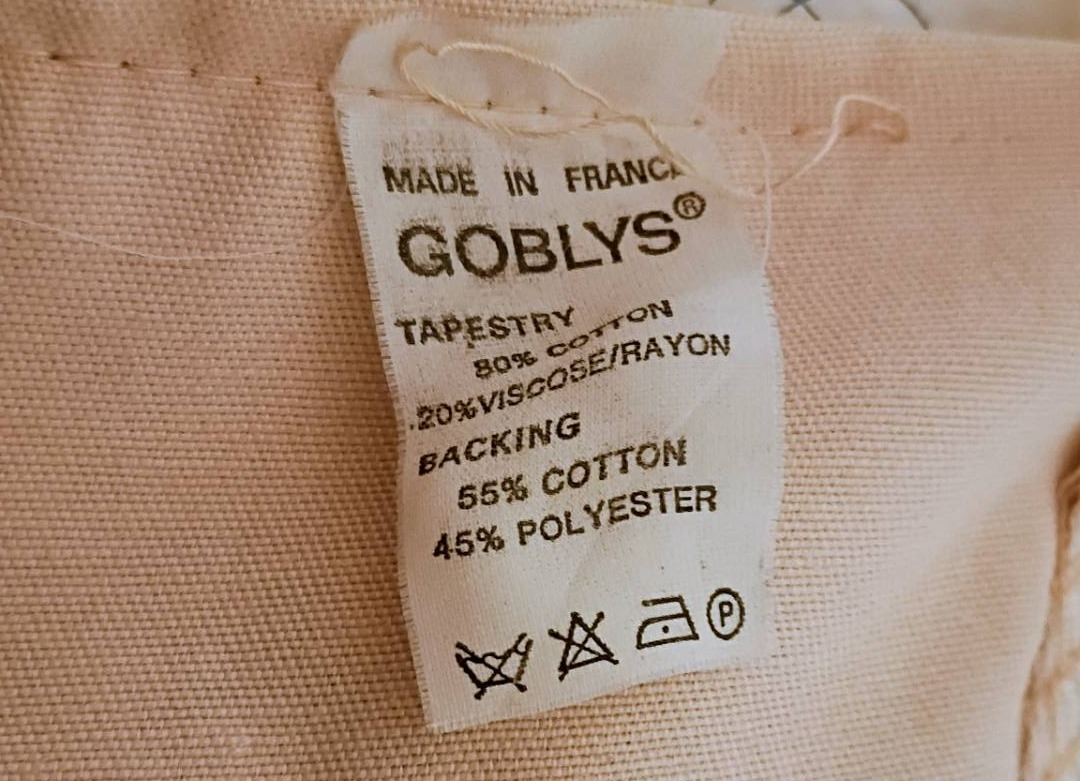 MADE IN FRANCE
GOBLYS®
TAPESTRY
80% COTTON
20%VISCOSE/RAYON
BACKING
55% COTTON
45% POLYESTER
P